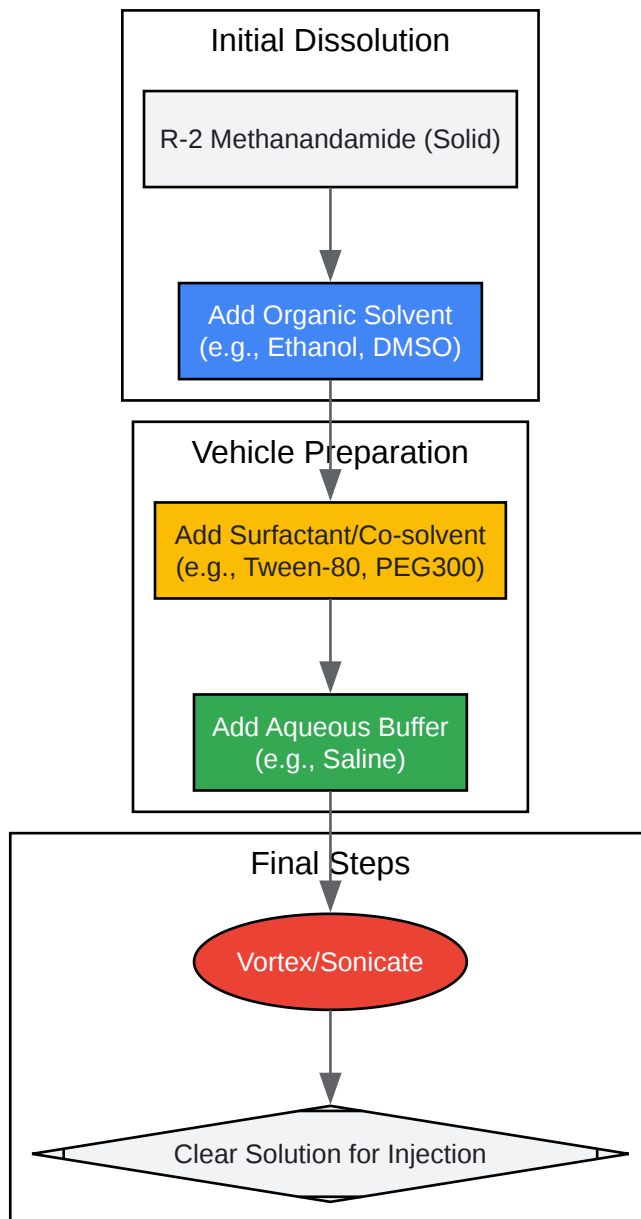 Initial Dissolution
R-2 Methanandamide (Solid)
Add Organic Solvent
(e.g., Ethanol, DMSO)
Vehicle Preparation
Add Surfactant/Co-solvent
(e.g., Tween-80, PEG300)
Add Aqueous Buffer
(e.g., Saline)
Final Steps
Vortex/Sonicate
Clear Solution for Injection